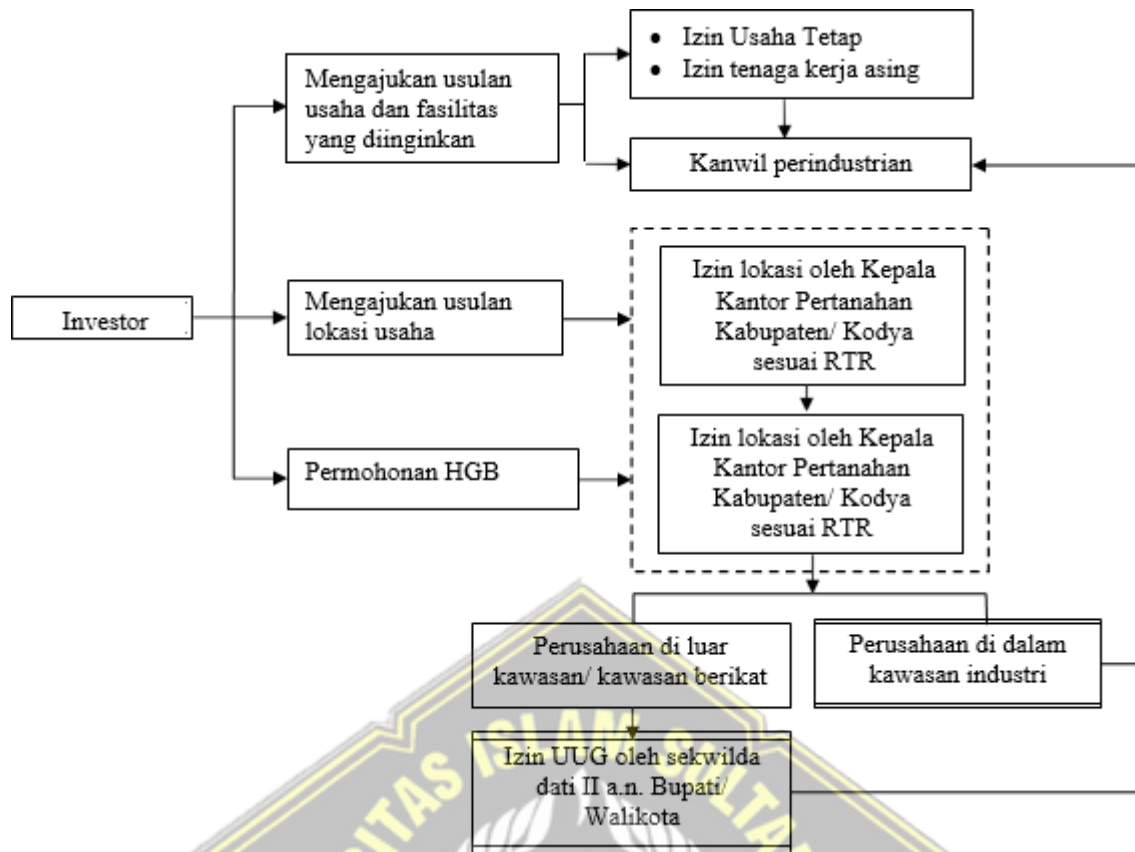 • Izin Usaha Tetap
• Izin tenaga kerja asing
Mengajukan usulan
usaha dan fasilitas
yang diinginkan
Kanwil perindustrian
Investor
Mengajukan usulan
lokasi usaha
Izin lokasi oleh Kepala
Kantor Pertanahan
Kabupaten/ Kodya
sesuai RTR
Permohonan HGB
Izin lokasi oleh Kepala
Kantor Pertanahan
Kabupaten/ Kodya
sesuai RTR
Perusahaan di luar
kawasan/ kawasan berikat
Perusahaan di dalam
kawasan industri
Izin UUG oleh sekwilda
dati II a.n. Bupati/
Walikota
ISLAM